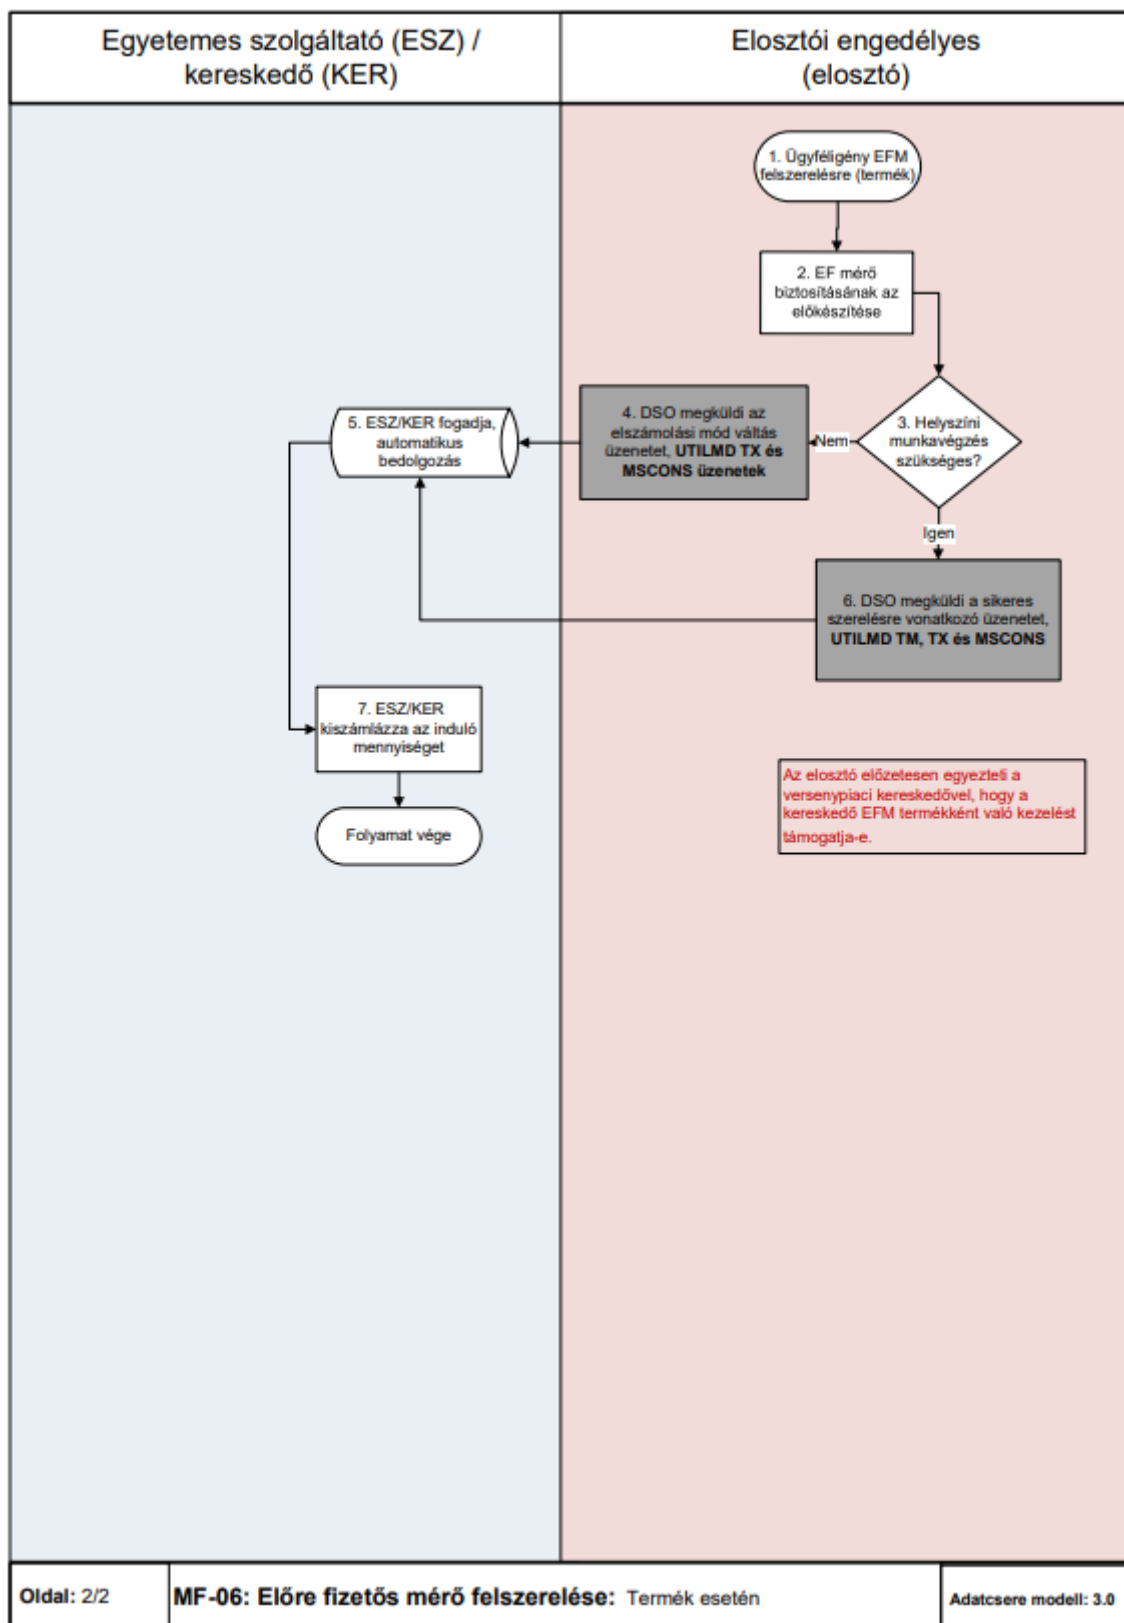 Egyetemes szolgáltató (ESZ) /
kereskedő (KER)
Elosztói engedélyes
(elosztó)
1. Ügyféligény EFM
felszerelésre (termék)
2. EF mérő
biztosításának az
előkészítése
3. Helyszíni
munkavégzés
szükséges?
Nem
4. DSO megküldi az
elszámolási mód váltás
üzenetet, UTILMD TX és
MSCONS üzenetek
5. ESZ/KER fogadja,
automatikus
bedolgozás
Igen
6. DSO megküldi a sikeres
szerelésre vonatkozó üzenetet,
UTILMD TM, TX és MSCONS
7. ESZ/KER
kiszámlázza az induló
mennyiséget
Folyamat vége
Az elosztó előzetesen egyezteti a
versenypiaci kereskedővel, hogy a
kereskedő EFM termékként való kezelést
támogatja-e.
Oldal: 2/2
MF-06: Előre fizetős mérő felszerelése: Termék esetén
Adatcsere modell: 3.0